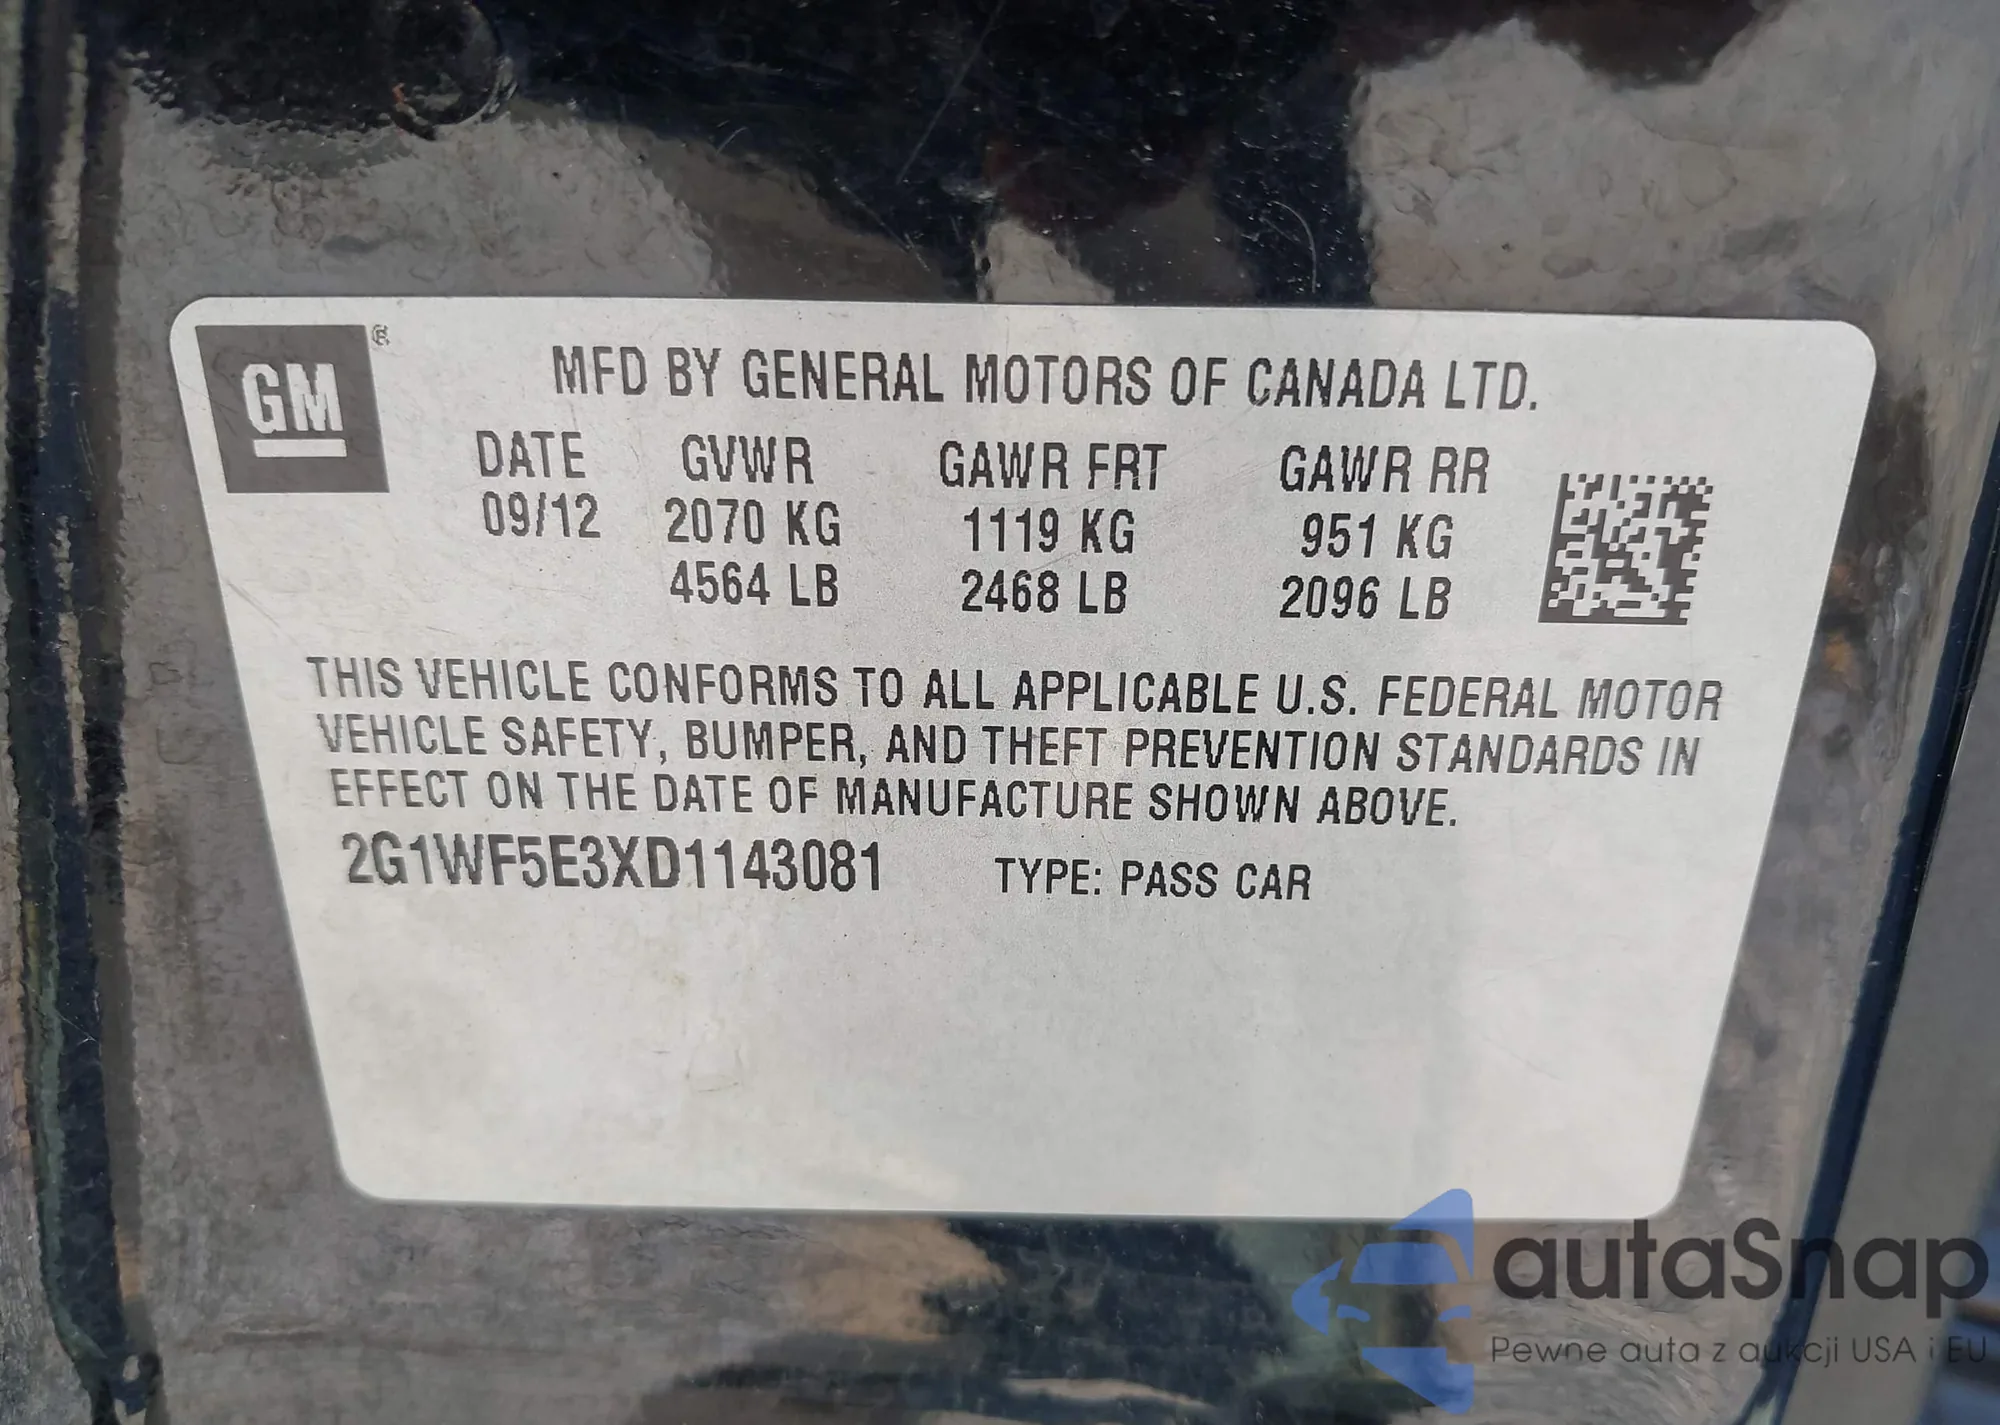 GM ®
MFD BY GENERAL MOTORS OF CANADA LTD.
DATE GVWR GAWR FRT GAWR RR
09/12 2070 KG 1119 KG 951 KG
4564 LB 2468 LB 2096 LB
THIS VEHICLE CONFORMS TO ALL APPLICABLE U.S. FEDERAL MOTOR
VEHICLE SAFETY, BUMPER, AND THEFT PREVENTION STANDARDS IN
EFFECT ON THE DATE OF MANUFACTURE SHOWN ABOVE.
2G1WF5E3XD1143081 TYPE: PASS CAR
autaSnap
Pewne auta z aukcji USA i EU